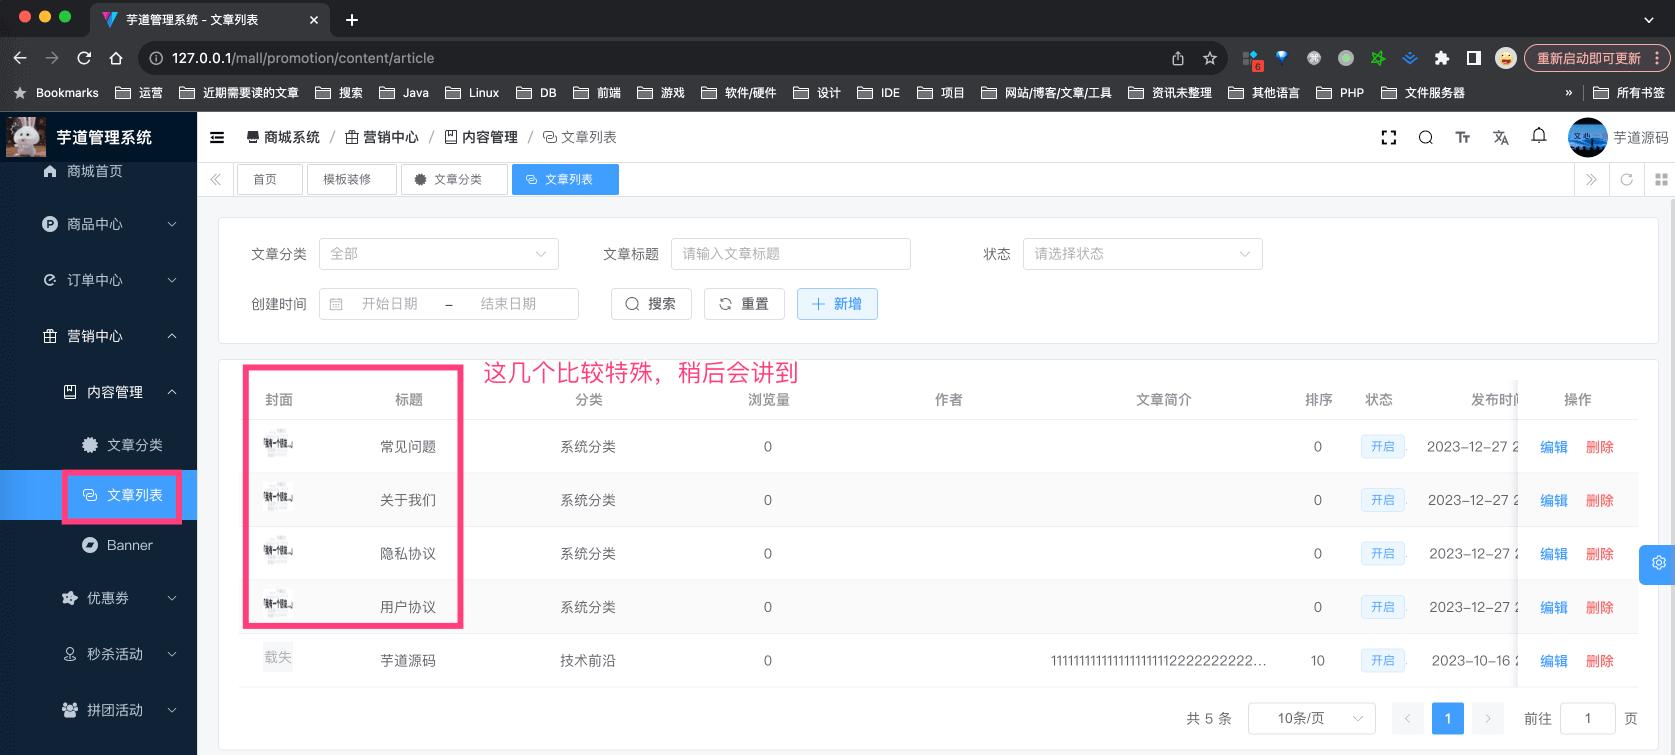 芋道管理系统 - 文章列表
127.0.0.1/mall/promotion/content/article
6
重新启动即可更新
Bookmarks 运营 近期需要读的文章 搜索 Java Linux DB 前端 游戏 软件/硬件 设计 IDE 项目 网站/博客/文章/工具 资讯未整理 其他语言 PHP 文件服务器 » 所有书签
芋道管理系统
商城首页
商品中心
订单中心
营销中心
内容管理
文章分类
文章列表
Banner
优惠券
秒杀活动
拼团活动
商城系统 / 营销中心 / 内容管理 / 文章列表
芋道源码
首页 模板装修 文章分类 文章列表
文章分类 全部 文章标题 请输入文章标题 状态 请选择状态
创建时间 开始日期 - 结束日期 搜索 重置 新增
这几个比较特殊，稍后会讲到
封面 标题 分类 浏览量 作者 文章简介 排序 状态 发布时间 操作
常见问题 系统分类 0 0 开启 2023-12-27 2 编辑 删除
关于我们 系统分类 0 0 开启 2023-12-27 2 编辑 删除
隐私协议 系统分类 0 0 开启 2023-12-27 2 编辑 删除
用户协议 系统分类 0 0 开启 2023-12-27 2 编辑 删除
载失 芋道源码 技术前沿 0 10 开启 2023-10-16 2 编辑 删除
共 5 条 10条/页 1 前往 1 页